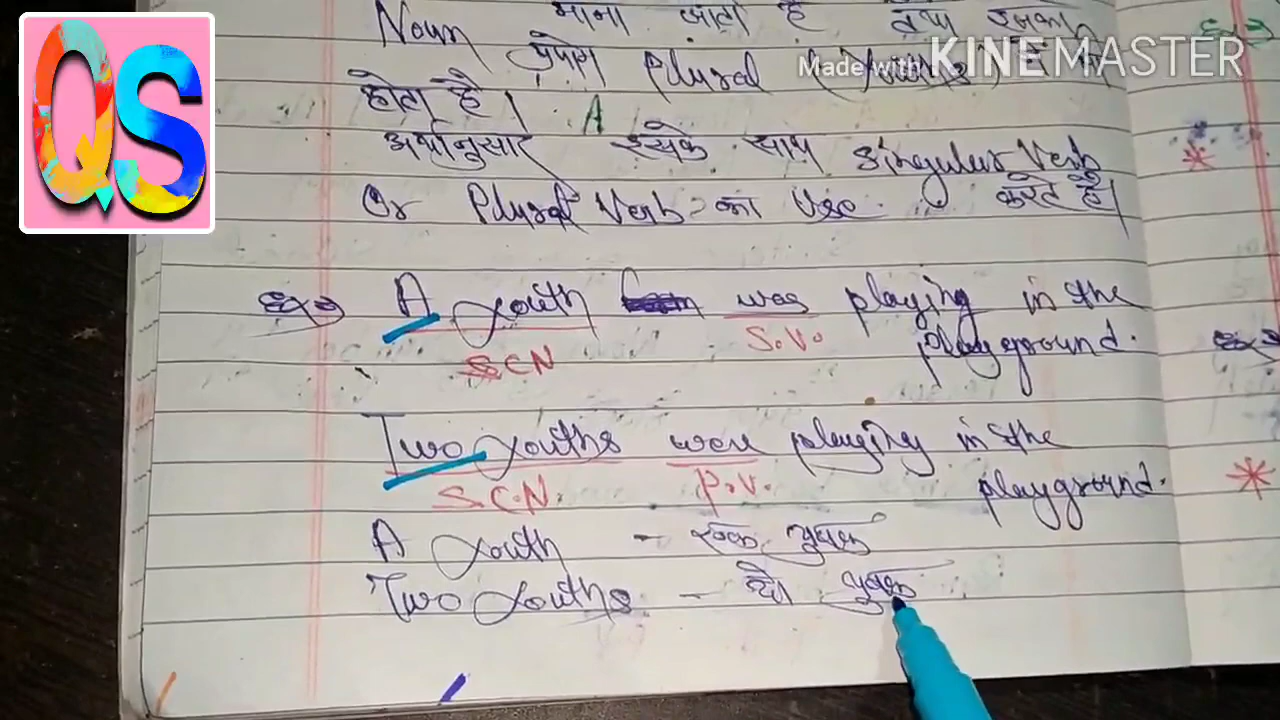 QS
Noun माना जाता है तथा इसका
Made with KINEMASTER
प्रयोग Plural में भी
होता है। A
अर्थानुसार इसके साथ Singular Verb
Or Plural Verb का Use करते हैं।
Ex → A youth was playing in the
playground.
SCN S.V.
Two youths were playing in the
playground.
S.C.N. P.V.
A youth - एक युवक
Two youths - दो युवक